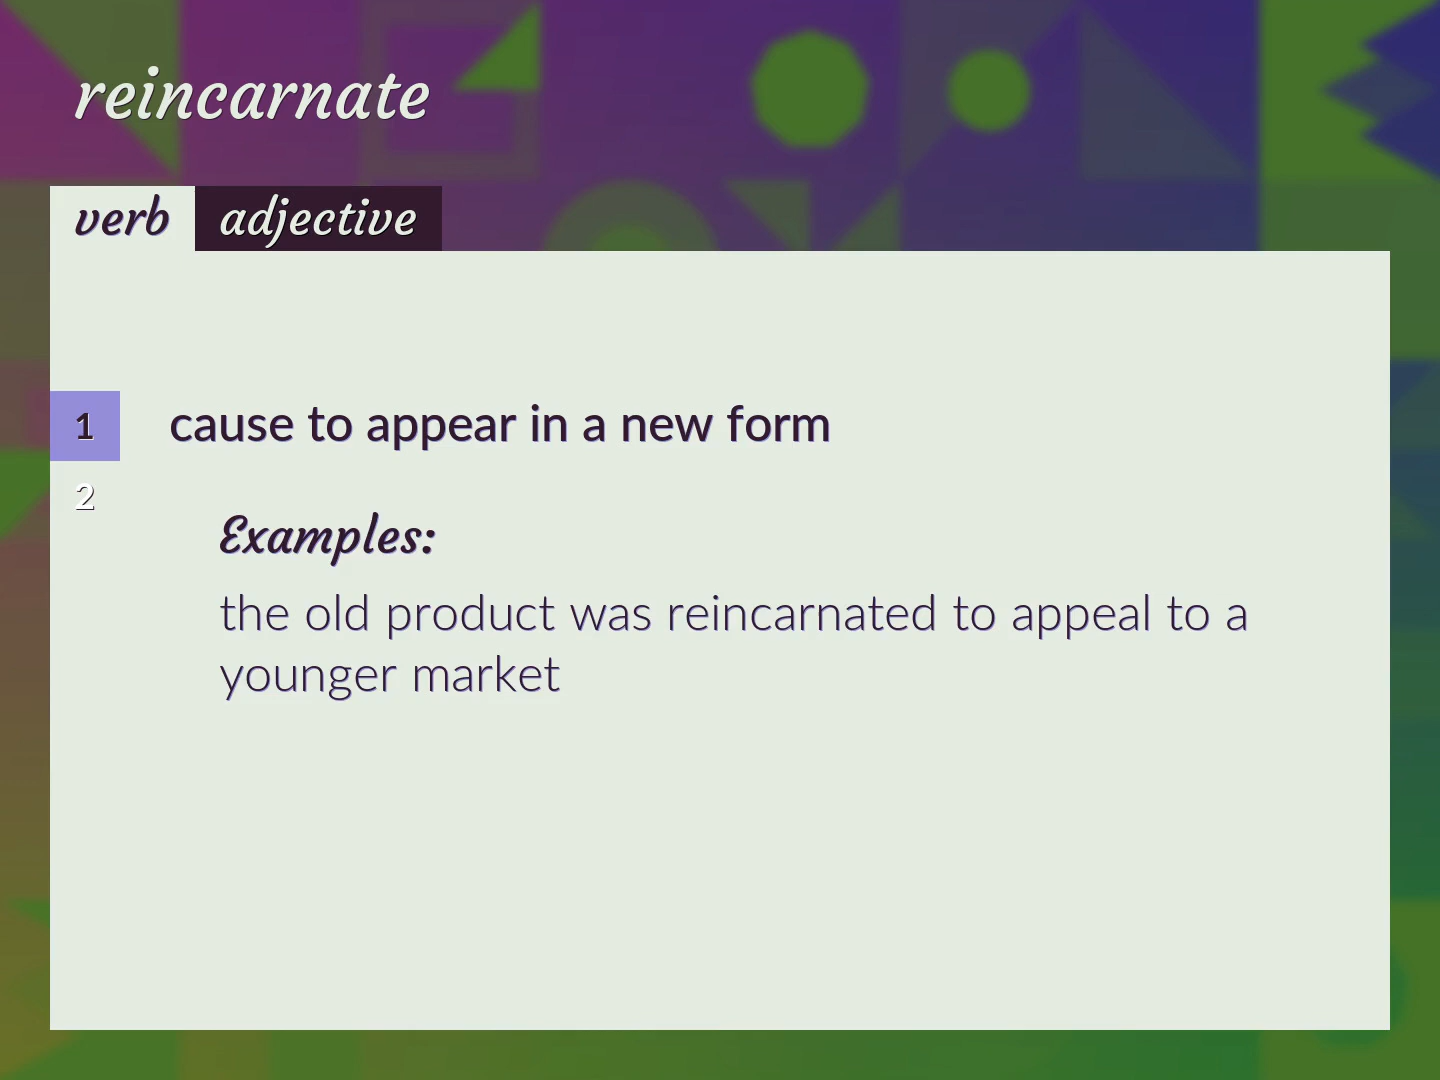 reincarnate
verb adjective
1 cause to appear in a new form
2
Examples:
the old product was reincarnated to appeal to a
younger market